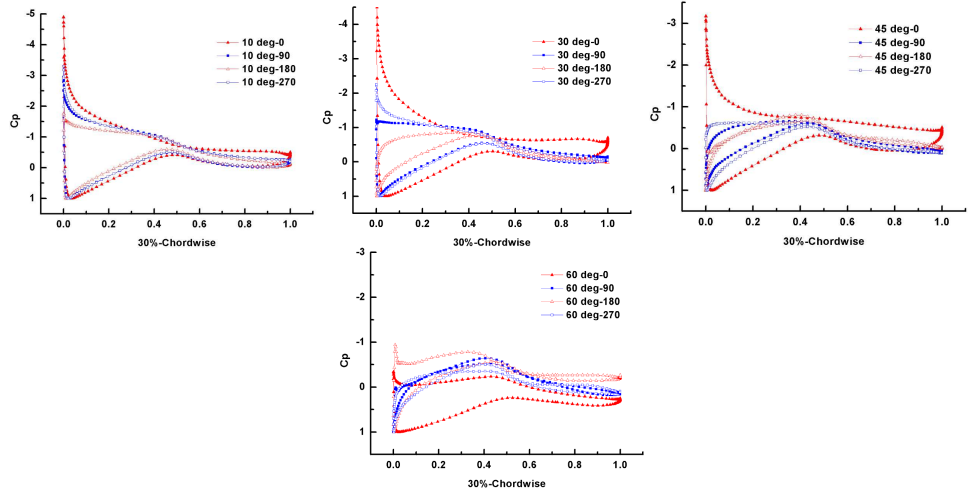 -5
-4
-3
-2
-1
0
1
Cp
0.0 0.2 0.4 0.6 0.8 1.0
30%-Chordwise
10 deg-0
10 deg-90
10 deg-180
10 deg-270
-4
-3
-2
-1
0
1
Cp
0.0 0.2 0.4 0.6 0.8 1.0
30%-Chordwise
30 deg-0
30 deg-90
30 deg-180
30 deg-270
-3
-2
-1
0
1
Cp
0.0 0.2 0.4 0.6 0.8 1.0
30%-Chordwise
45 deg-0
45 deg-90
45 deg-180
45 deg-270
-3
-2
-1
0
1
Cp
0.0 0.2 0.4 0.6 0.8 1.0
30%-Chordwise
60 deg-0
60 deg-90
60 deg-180
60 deg-270